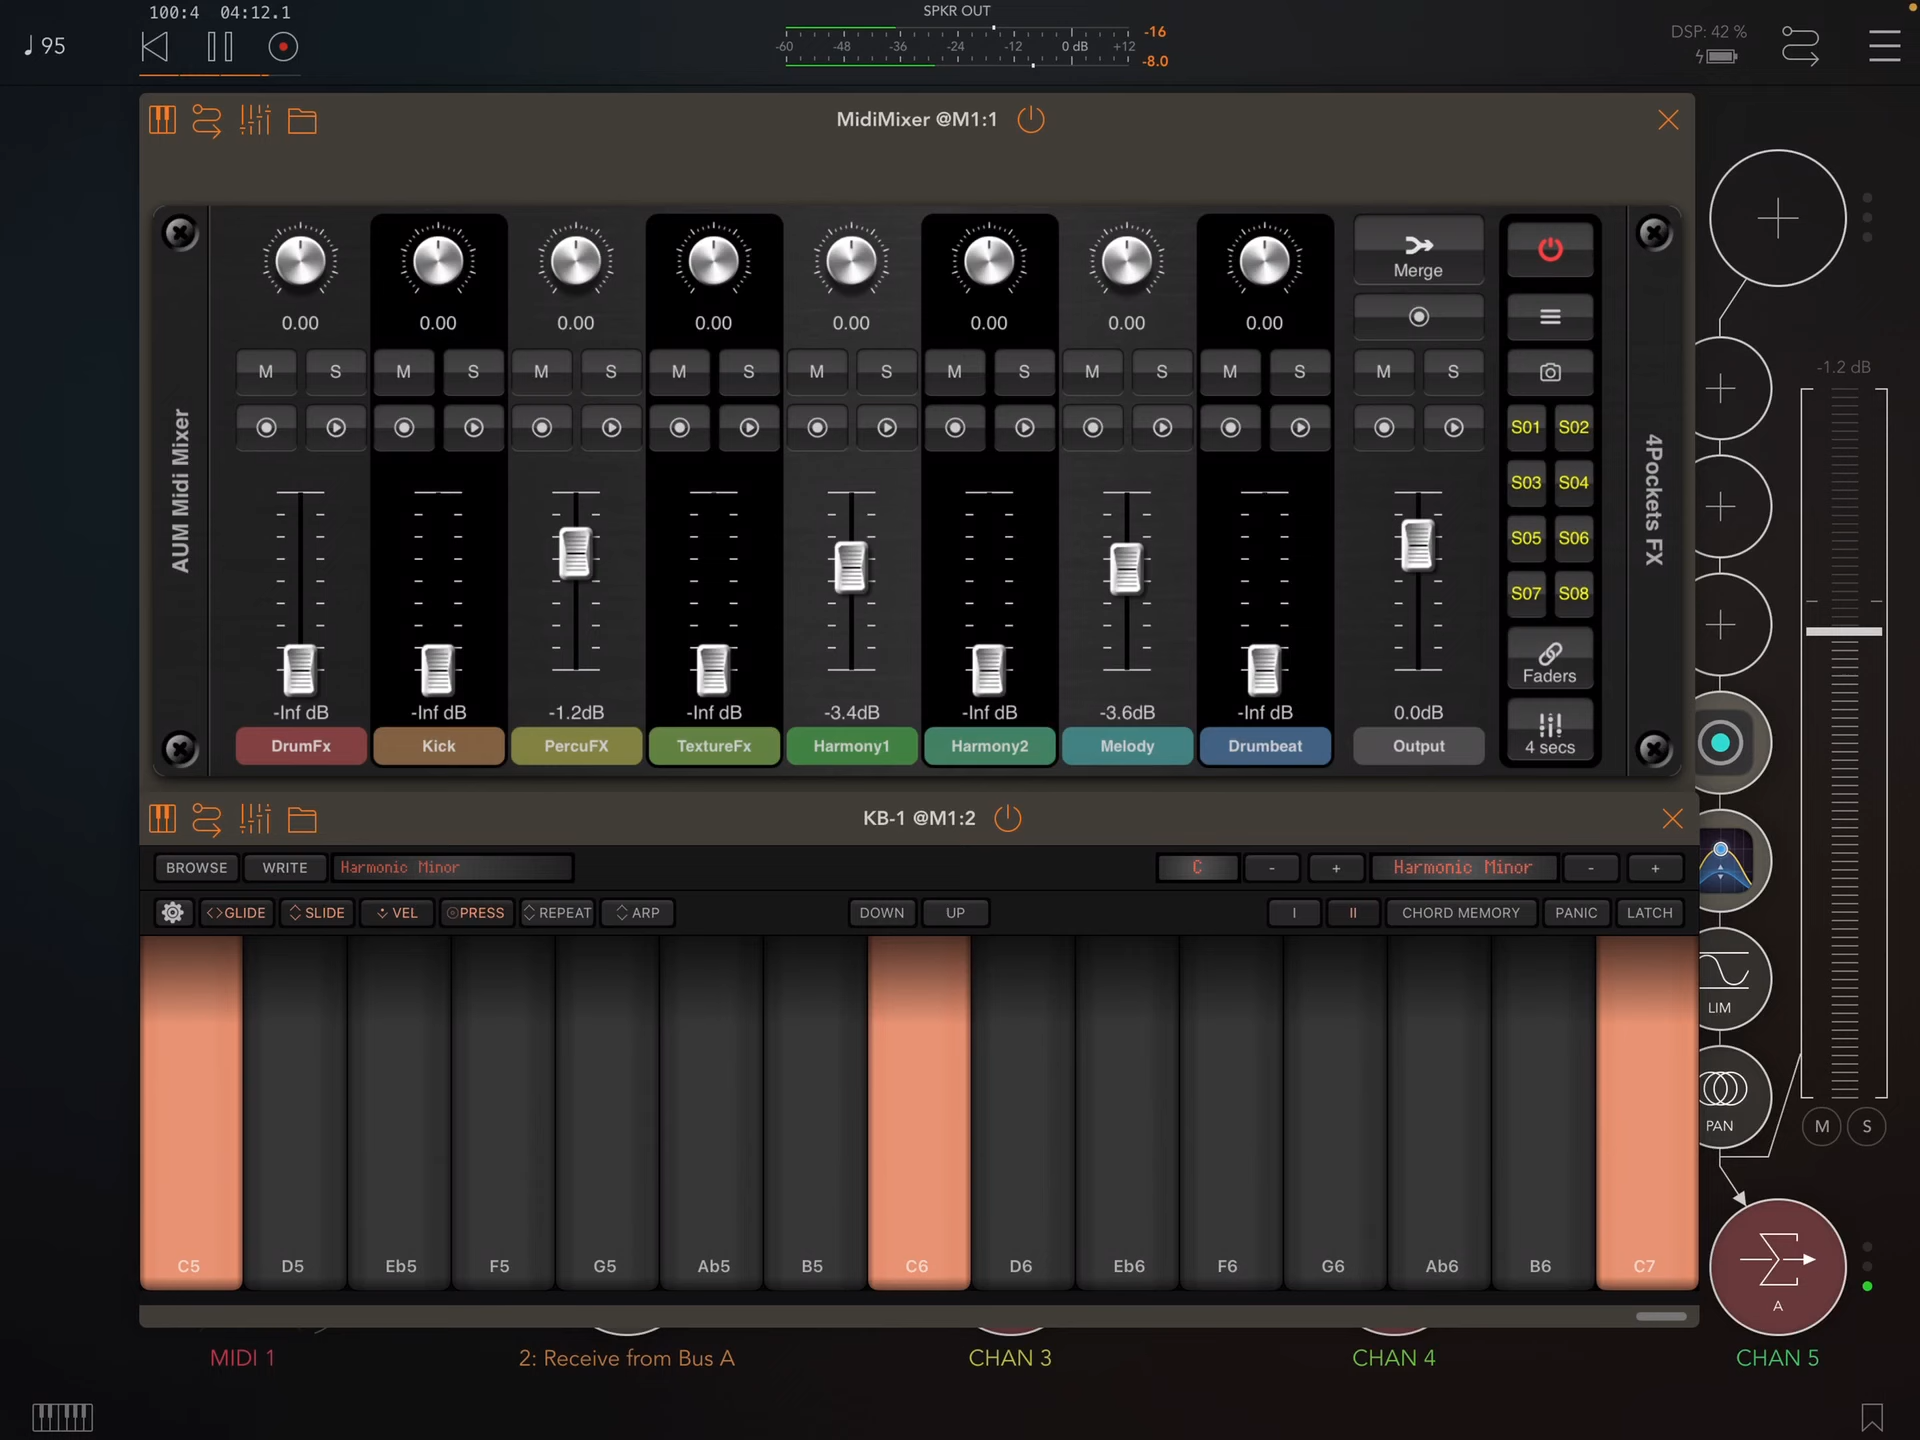 100:4 04:12.1
SPKR OUT
♩95
-60 -48 -36 -24 -12 0 dB +12
-16
-8.0
DSP: 42 %
MidiMixer @M1:1
AUM Midi Mixer
0.00 0.00 0.00 0.00 0.00 0.00 0.00 0.00
Merge
M S M S M S M S M S M S M S M S M S
S01 S02
S03 S04
S05 S06
S07 S08
Faders
4 secs
-Inf dB -Inf dB -1.2dB -Inf dB -3.4dB -Inf dB -3.6dB -Inf dB 0.0dB
DrumFx Kick PercuFX TextureFx Harmony1 Harmony2 Melody Drumbeat Output
4Pockets FX
-1.2 dB
KB-1 @M1:2
BROWSE WRITE Harmonic Minor C - + Harmonic Minor - +
GLIDE SLIDE VEL PRESS REPEAT ARP DOWN UP I II CHORD MEMORY PANIC LATCH
C5 D5 Eb5 F5 G5 Ab5 B5 C6 D6 Eb6 F6 G6 Ab6 B6 C7
LIM
PAN
M S
A
MIDI 1 2: Receive from Bus A CHAN 3 CHAN 4 CHAN 5